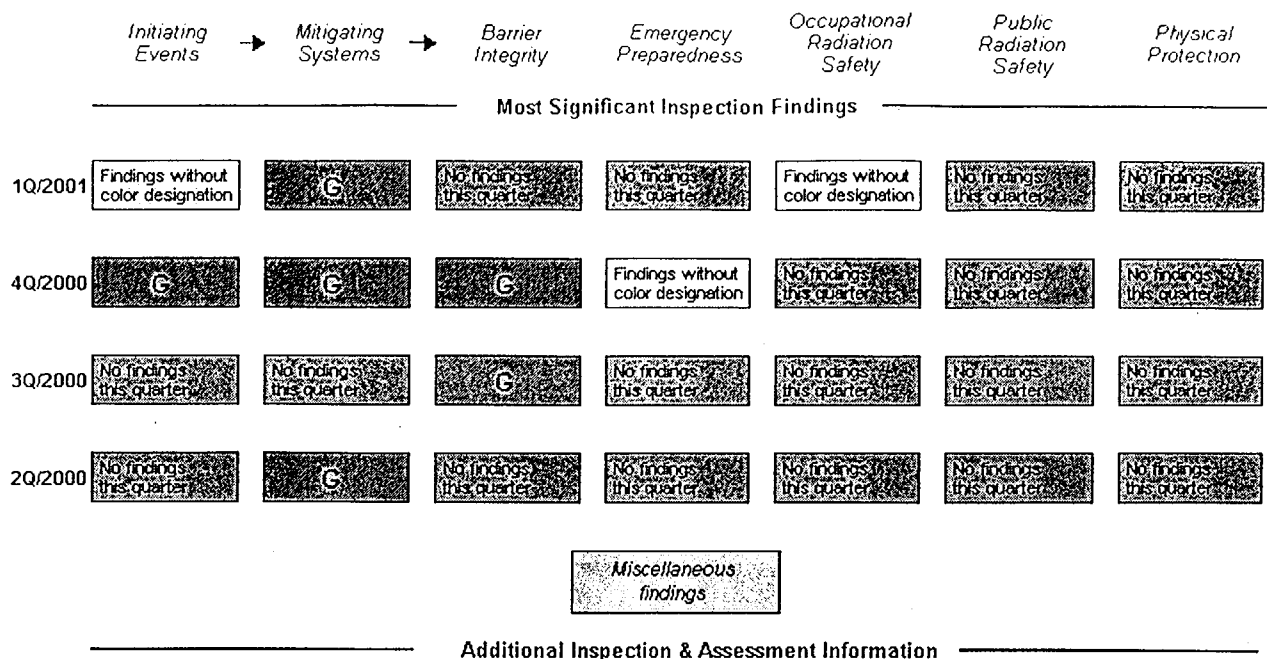 Initiating Events → Mitigating Systems → Barrier Integrity Emergency Preparedness Occupational Radiation Safety Public Radiation Safety Physical Protection
Most Significant Inspection Findings
1Q/2001 Findings without color designation G No findings this quarter No findings this quarter Findings without color designation No findings this quarter No findings this quarter
4Q/2000 G G G Findings without color designation No findings this quarter No findings this quarter No findings this quarter
3Q/2000 No findings this quarter No findings this quarter G No findings this quarter No findings this quarter No findings this quarter No findings this quarter
2Q/2000 No findings this quarter G No findings this quarter No findings this quarter No findings this quarter No findings this quarter No findings this quarter
Miscellaneous
findings
Additional Inspection & Assessment Information